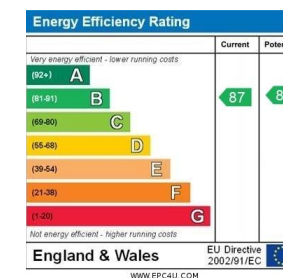 Energy Efficiency Rating
Current Poten
Very energy efficient - lower running costs
(92+) A
(81-91) B 87 8
(69-80) C
(55-68) D
(39-54) E
(21-38) F
(1-20) G
Not energy efficient - higher running costs
England & Wales EU Directive 2002/91/EC
WWW.EPC4U.COM